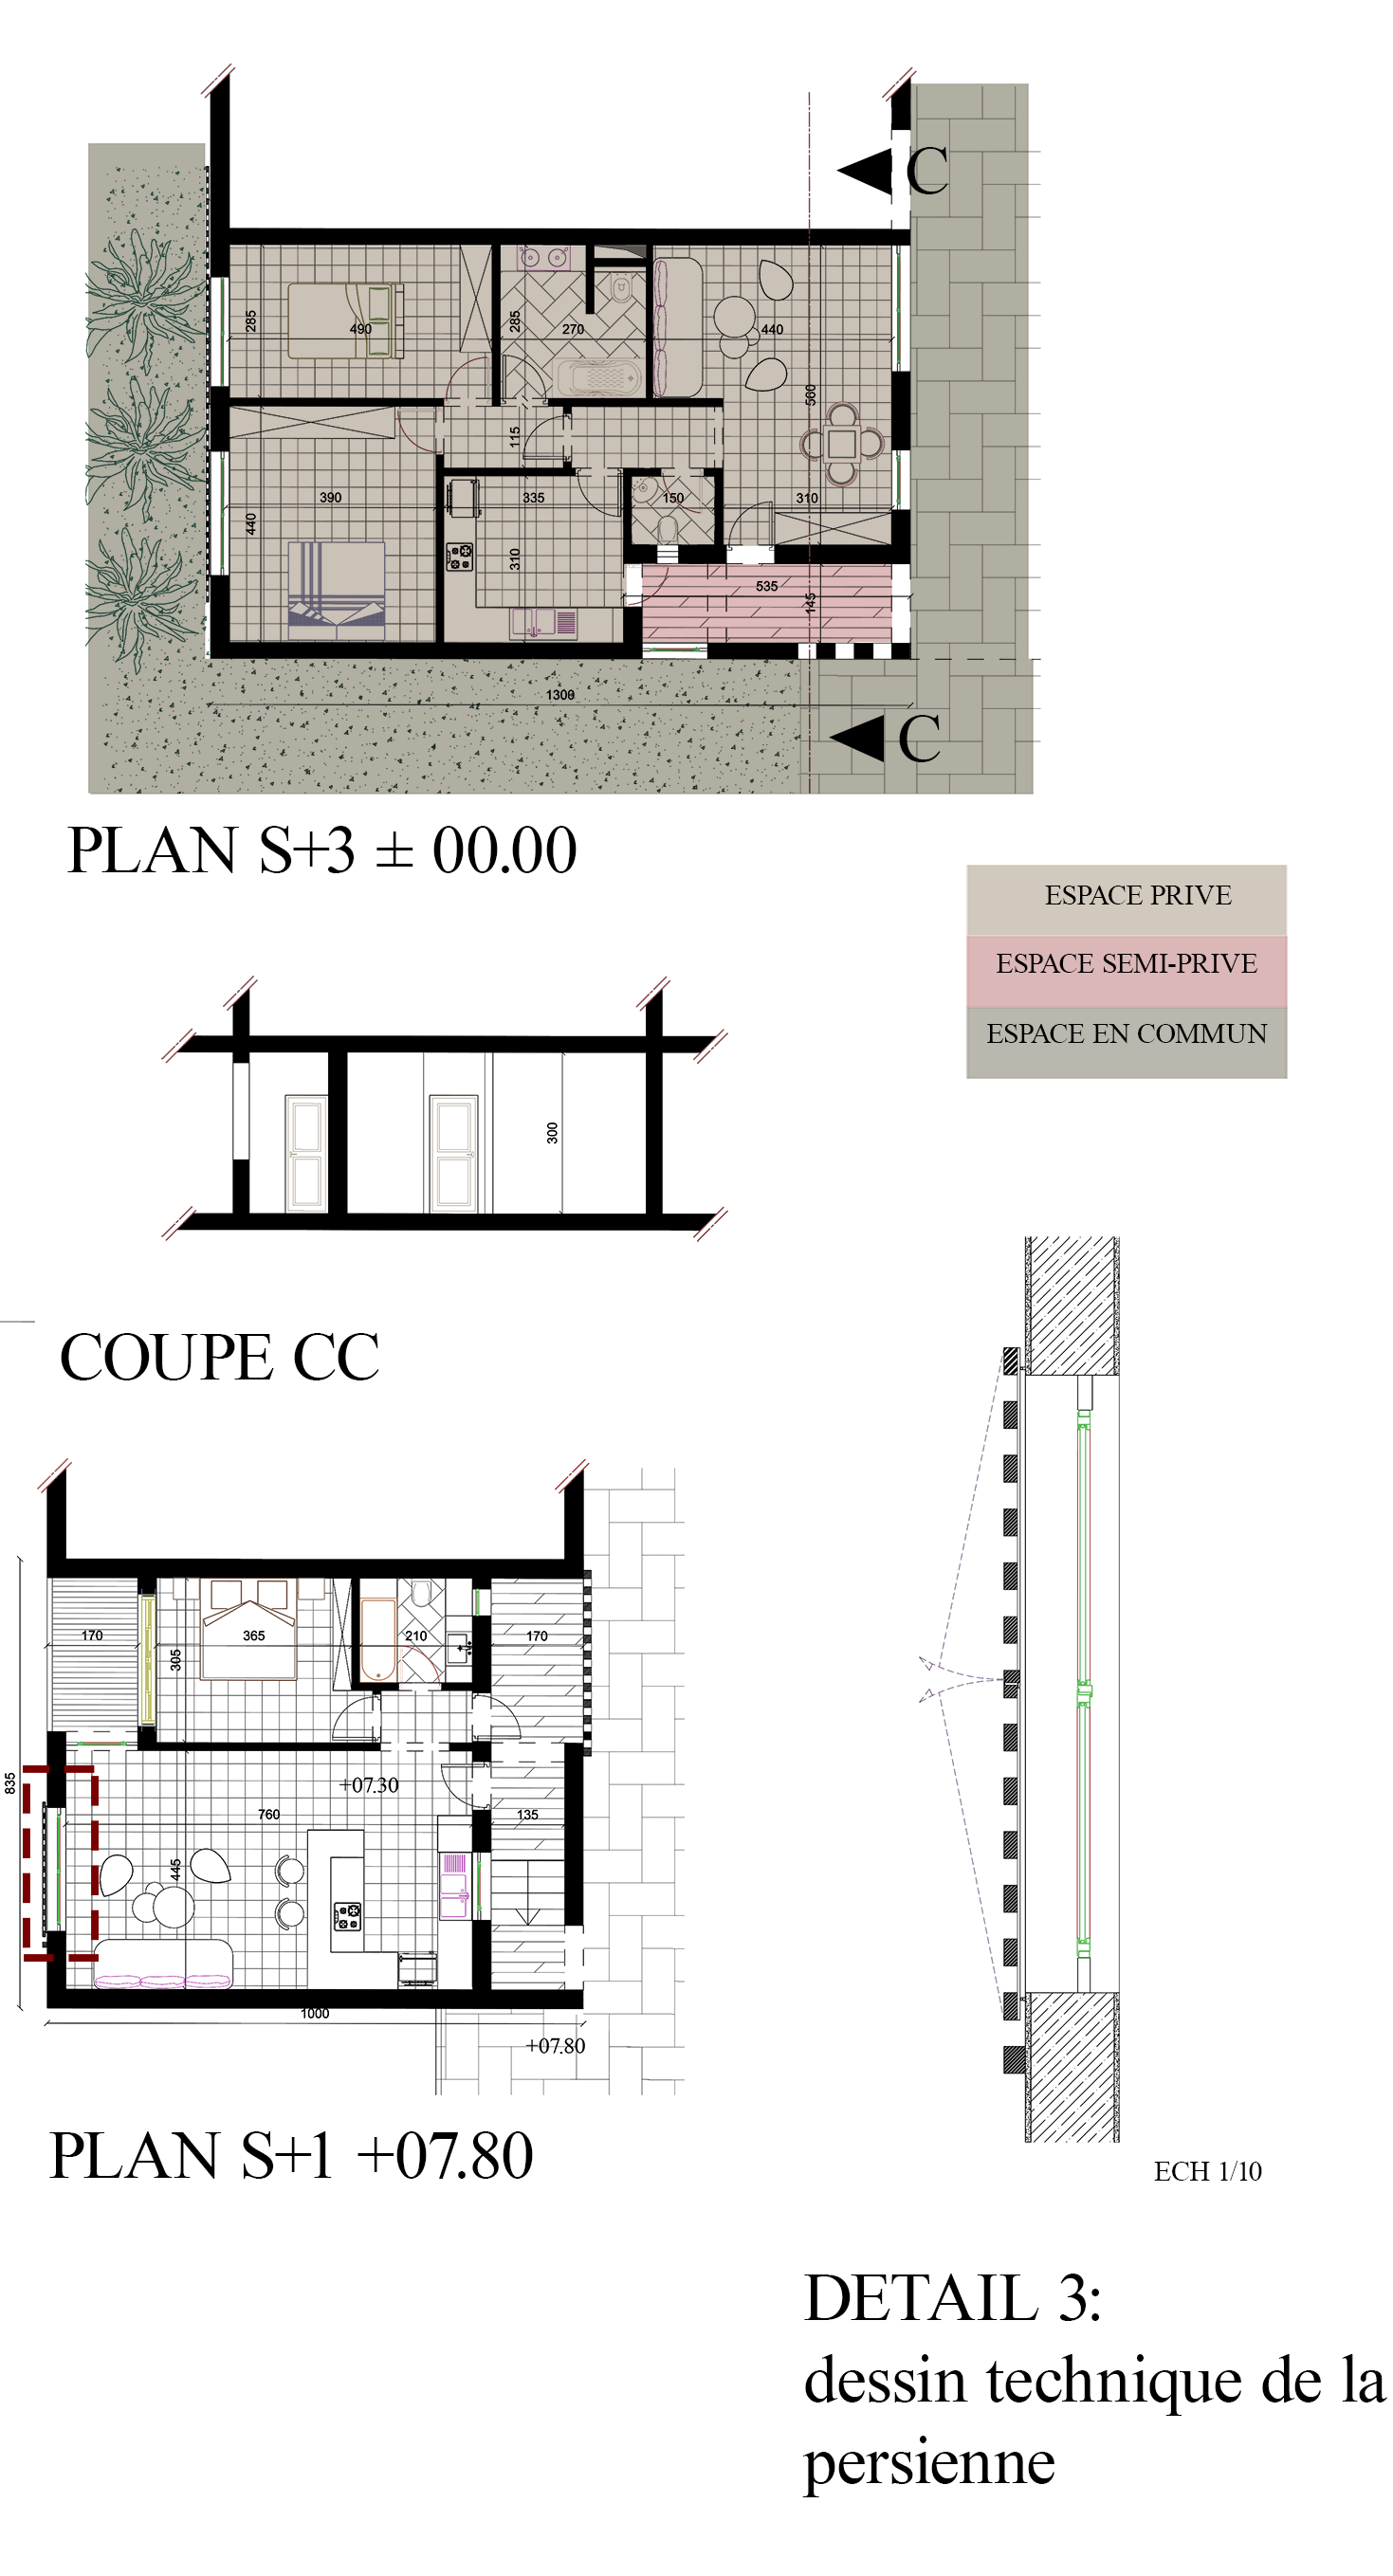 C
285
490
285
270
440
560
115
390
440
335
310
150
310
535
145
1300
C
PLAN S+3 ± 00.00
ESPACE PRIVE
ESPACE SEMI-PRIVE
ESPACE EN COMMUN
300
COUPE CC
170
365
305
210
170
835
+07.30
760
135
445
1000
+07.80
PLAN S+1 +07.80
ECH 1/10
DETAIL 3:
dessin technique de la
persienne